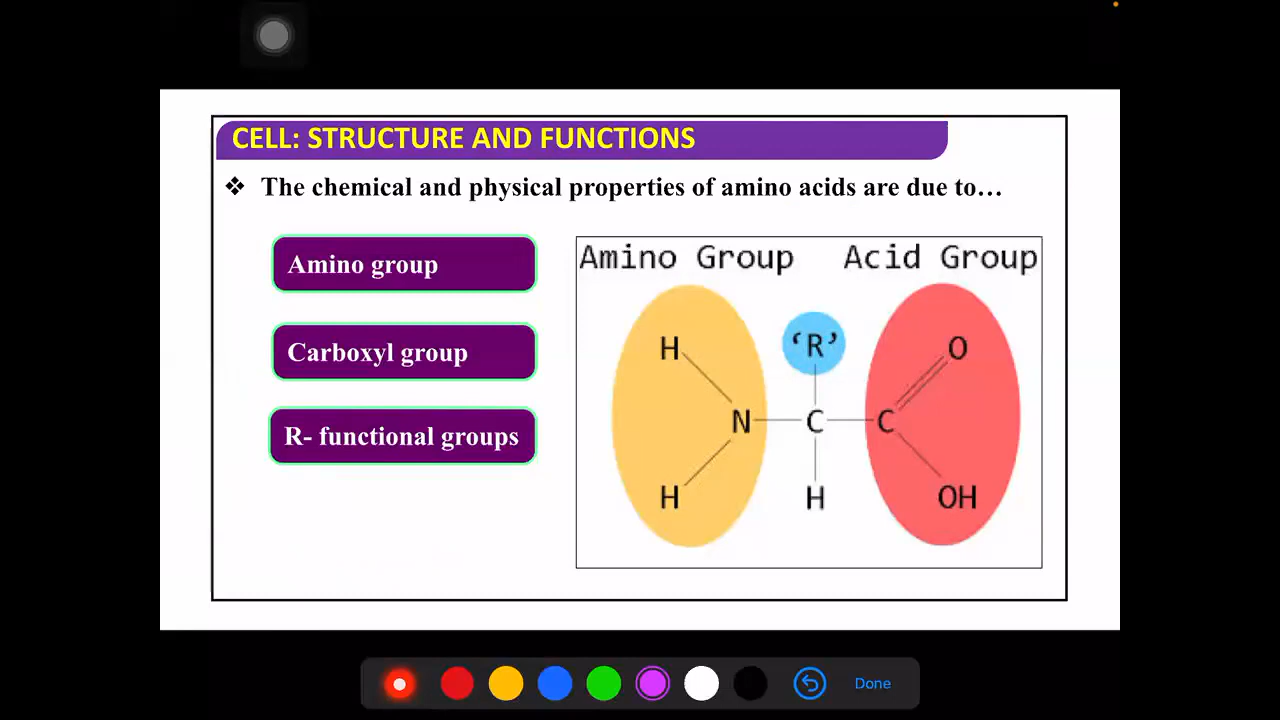 CELL: STRUCTURE AND FUNCTIONS
❖ The chemical and physical properties of amino acids are due to…
Amino group
Carboxyl group
R- functional groups
Amino Group Acid Group
H ‘R’ O
N C C
H H OH
Done